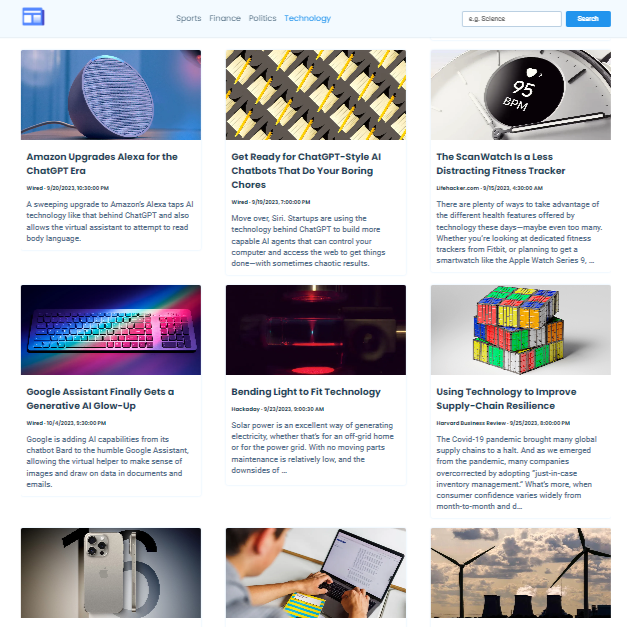 Sports Finance Politics Technology
e.g. Science
Search
95
BPM
Amazon Upgrades Alexa for the
ChatGPT Era
Wired · 9/20/2023, 10:30:00 PM
A sweeping upgrade to Amazon's Alexa taps AI
technology like that behind ChatGPT and also
allows the virtual assistant to attempt to read
body language.
Get Ready for ChatGPT-Style AI
Chatbots That Do Your Boring
Chores
Wired · 9/19/2023, 7:00:00 PM
Move over, Siri. Startups are using the
technology behind ChatGPT to build more
capable AI agents that can control your
computer and access the web to get things
done—with sometimes chaotic results.
The ScanWatch Is a Less
Distracting Fitness Tracker
Lifehacker.com · 9/15/2023, 4:30:00 AM
There are plenty of ways to take advantage of
the different health features offered by
technology these days—maybe even too many.
Whether you're looking at dedicated fitness
trackers from Fitbit, or planning to get a
smartwatch like the Apple Watch Series 9, ...
Google Assistant Finally Gets a
Generative AI Glow-Up
Wired · 10/4/2023, 9:30:00 PM
Google is adding AI capabilities from its
chatbot Bard to the humble Google Assistant,
allowing the virtual helper to make sense of
images and draw on data in documents and
emails.
Bending Light to Fit Technology
Hackaday · 9/23/2023, 9:00:30 AM
Solar power is an excellent way of generating
electricity, whether that's for an off-grid home
or for the power grid. With no moving parts
maintenance is relatively low, and the
downsides of ...
Using Technology to Improve
Supply-Chain Resilience
Harvard Business Review · 9/25/2023, 8:00:00 PM
The Covid-19 pandemic brought many global
supply chains to a halt. And as we emerged
from the pandemic, many companies
overcorrected by adopting "just-in-case
inventory management." What's more, when
consumer confidence varies widely from
month-to-month and d...